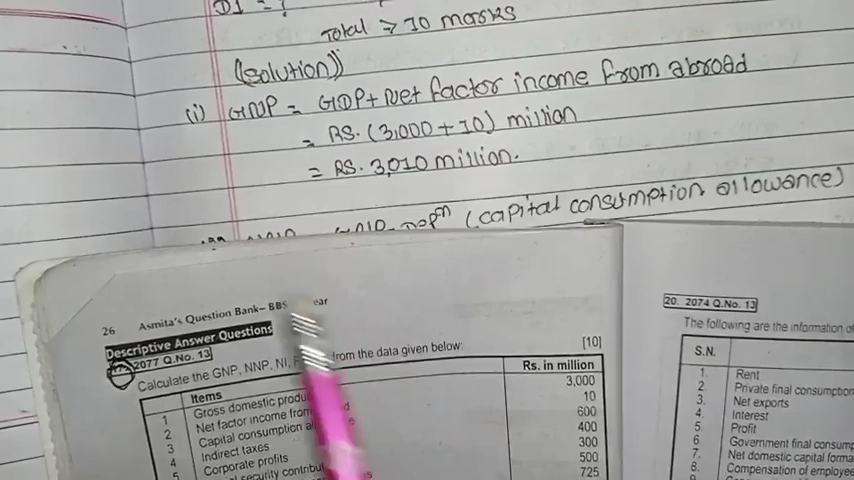 DI = ?
Total ⇒ 10 marks
(Solution))
(i) GNP = GDP + Net factor income from abroad
= RS. (3,000 + 10) million
= RS. 3,010 million.
depn (capital consumption allowance)
26 Asmita's Question Bank– BBS ear
Descriptive Answer Questions
2077 Q.No. 13
Calculate the GNP, NNP, NI, from the data given below: [10]
Items Rs. in million
1 Gross domestic produ 3,000
2 Net factor income from 10
3 Capital consumption a 600
4 Indirect taxes 400
5 Corporate profits 300
security contribu 500
725
20. 2074 Q.No. 13
The following are the information of
S.N.
1. Rent
2. Private final consumption
3. Net exports
4. Interest
5. Profit
6. Government final consump
7. Net domestic capital forma
8. Compensation of employee